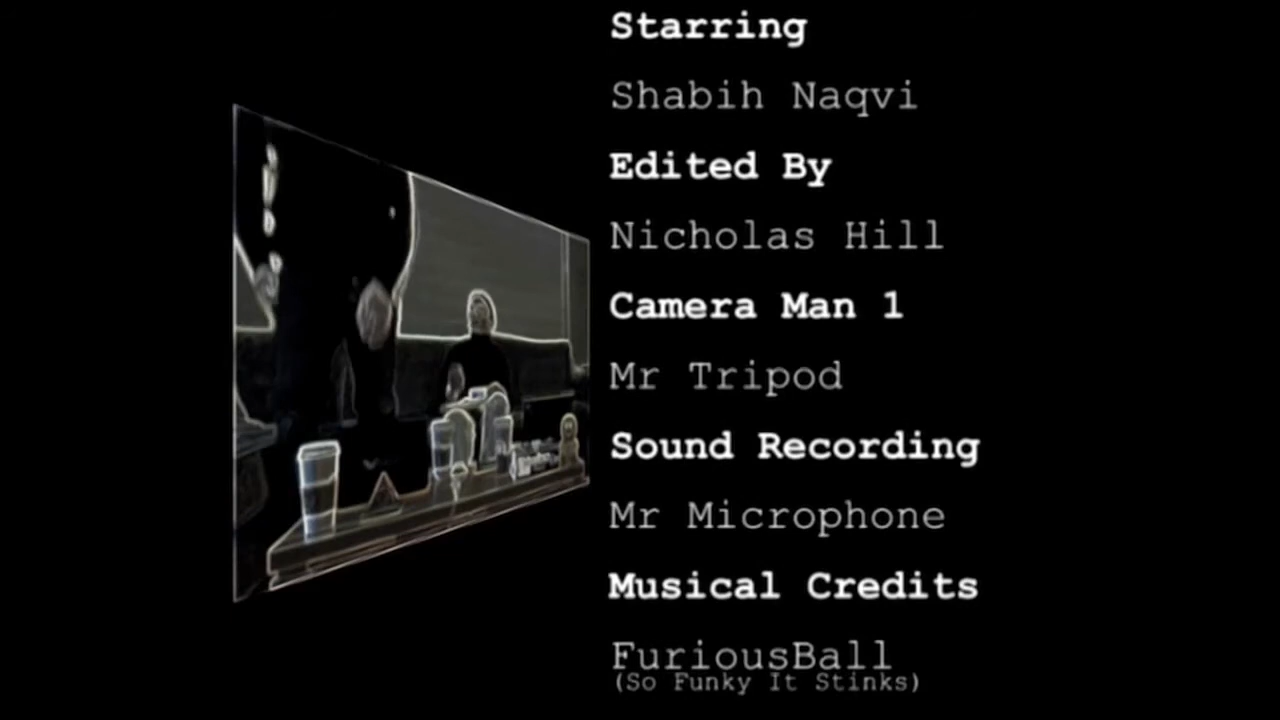 Starring
Shabih Naqvi
Edited By
Nicholas Hill
Camera Man 1
Mr Tripod
Sound Recording
Mr Microphone
Musical Credits
FuriousBall
(So Funky It Stinks)